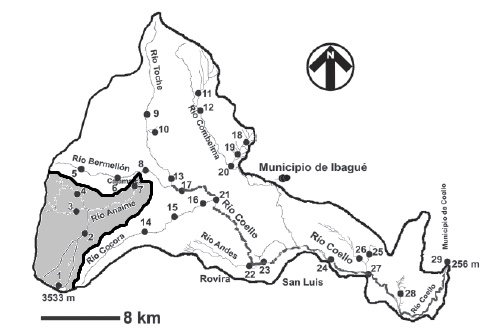 N
Río Toche
11
12
9
10
Río Combeima
18
19
20
Municipio de Ibagué
Río Bermellón
5
8
6
7
13
17
4
3
Río Anaime
2
16
21
15
14
Río Coello
Río Cocora
Río Andes
22
23
Rovira
San Luis
24
Río Coello
26
25
27
28
Río Coello
29
256 m
Municipio de Coello
1
3533 m
8 km